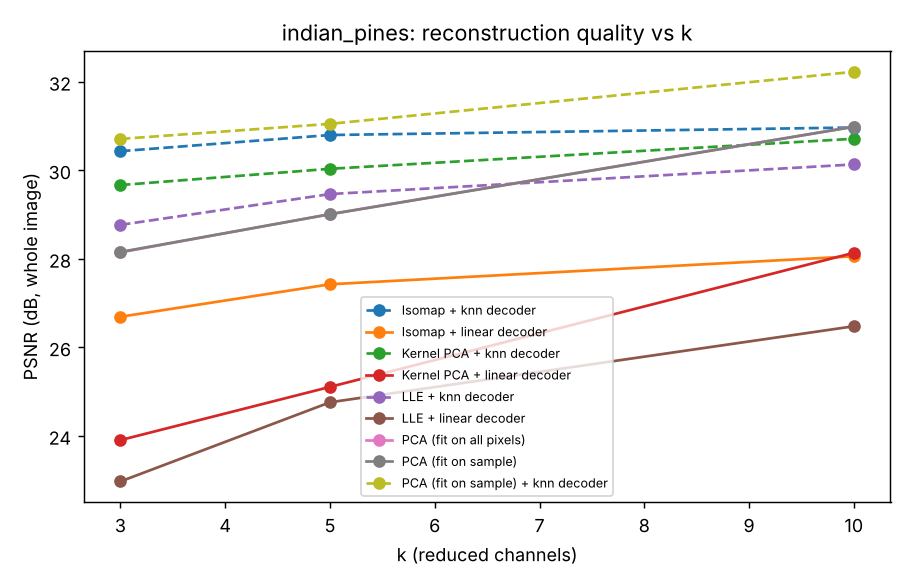 indian_pines: reconstruction quality vs k
PSNR (dB, whole image)
32
30
28
26
24
Isomap + knn decoder
Isomap + linear decoder
Kernel PCA + knn decoder
Kernel PCA + linear decoder
LLE + knn decoder
LLE + linear decoder
PCA (fit on all pixels)
PCA (fit on sample)
PCA (fit on sample) + knn decoder
3 4 5 6 7 8 9 10
k (reduced channels)